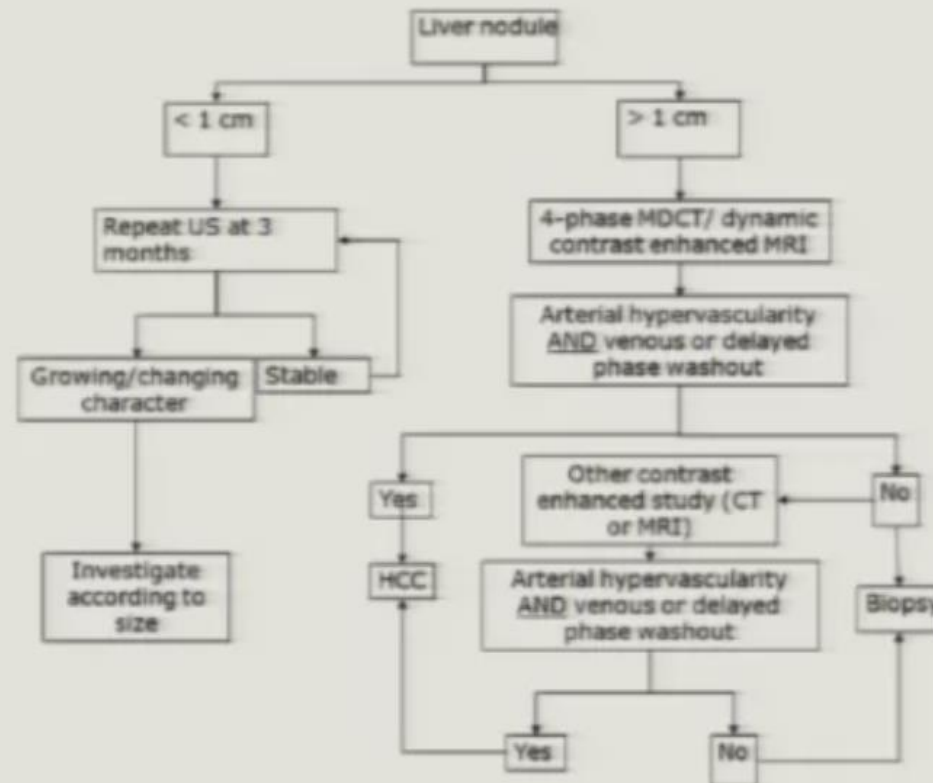 Liver nodule
< 1 cm
> 1 cm
Repeat US at 3
months
4-phase MDCT/ dynamic
contrast enhanced MRI
Arterial hypervascularity
AND venous or delayed
phase washout
Growing/changing
character
Stable
Other contrast
enhanced study (CT
or MRI)
Yes
No
Investigate
according to
size
HCC
Arterial hypervascularity
AND venous or delayed
phase washout
Biopsy
Yes
No